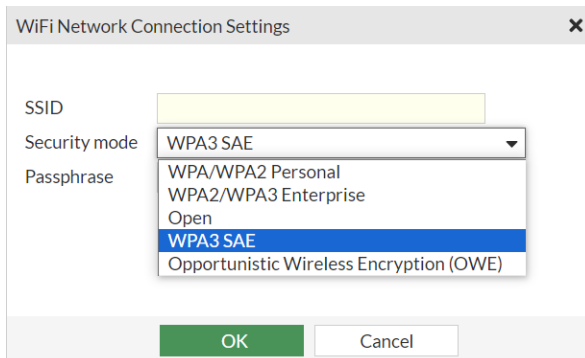 WiFi Network Connection Settings
SSID
Security mode WPA3 SAE
Passphrase
WPA/WPA2 Personal
WPA2/WPA3 Enterprise
Open
WPA3 SAE
Opportunistic Wireless Encryption (OWE)
OK Cancel